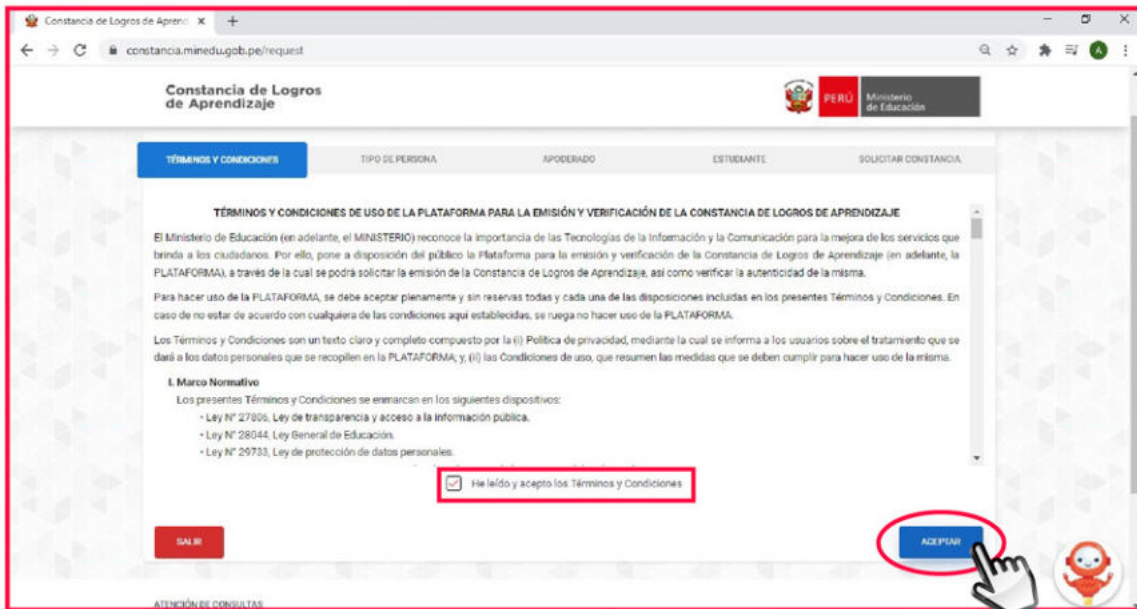 Constancia de Logros de Aprend
constancia.minedu.gob.pe/request
A
Constancia de Logros
de Aprendizaje
PERÚ
Ministerio
de Educación
TÉRMINOS Y CONDICIONES
TIPO DE PERSONA
APODERADO
ESTUDIANTE
SOLICITAR CONSTANCIA
TÉRMINOS Y CONDICIONES DE USO DE LA PLATAFORMA PARA LA EMISIÓN Y VERIFICACIÓN DE LA CONSTANCIA DE LOGROS DE APRENDIZAJE
El Ministerio de Educación (en adelante, el MINISTERIO) reconoce la importancia de las Tecnologías de la Información y la Comunicación para la mejora de los servicios que
brinda a los ciudadanos. Por ello, pone a disposición del público la Plataforma para la emisión y verificación de la Constancia de Logros de Aprendizaje (en adelante, la
PLATAFORMA), a través de la cual se podrá solicitar la emisión de la Constancia de Logros de Aprendizaje, así como verificar la autenticidad de la misma.
Para hacer uso de la PLATAFORMA, se debe aceptar plenamente y sin reservas todas y cada una de las disposiciones incluidas en los presentes Términos y Condiciones. En
caso de no estar de acuerdo con cualquiera de las condiciones aquí establecidas, se ruega no hacer uso de la PLATAFORMA.
Los Términos y Condiciones son un texto claro y completo compuesto por la (i) Política de privacidad, mediante la cual se informa a los usuarios sobre el tratamiento que se
dará a los datos personales que se recopilen en la PLATAFORMA; y, (ii) las Condiciones de uso, que resumen las medidas que se deben cumplir para hacer uso de la misma.
I. Marco Normativo
Los presentes Términos y Condiciones se enmarcan en los siguientes dispositivos:
- Ley N° 27806, Ley de transparencia y acceso a la información pública.
- Ley N° 28044, Ley General de Educación.
- Ley N° 29733, Ley de protección de datos personales.
He leído y acepto los Términos y Condiciones
SALIR
ACEPTAR
ATENCIÓN DE CONSULTAS